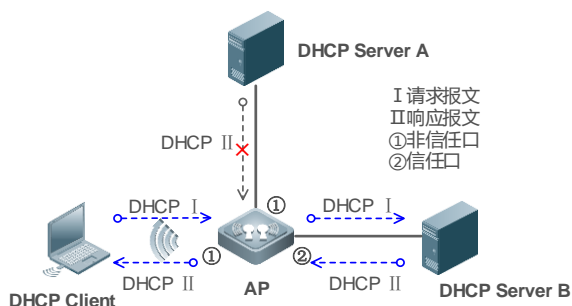 DHCP Server A
Ⅰ请求报文
Ⅱ响应报文
①非信任口
②信任口
DHCP Ⅱ
①
DHCP Ⅰ
DHCP Ⅰ
①
②
DHCP Ⅱ
DHCP Ⅱ
AP
DHCP Client
DHCP Server B